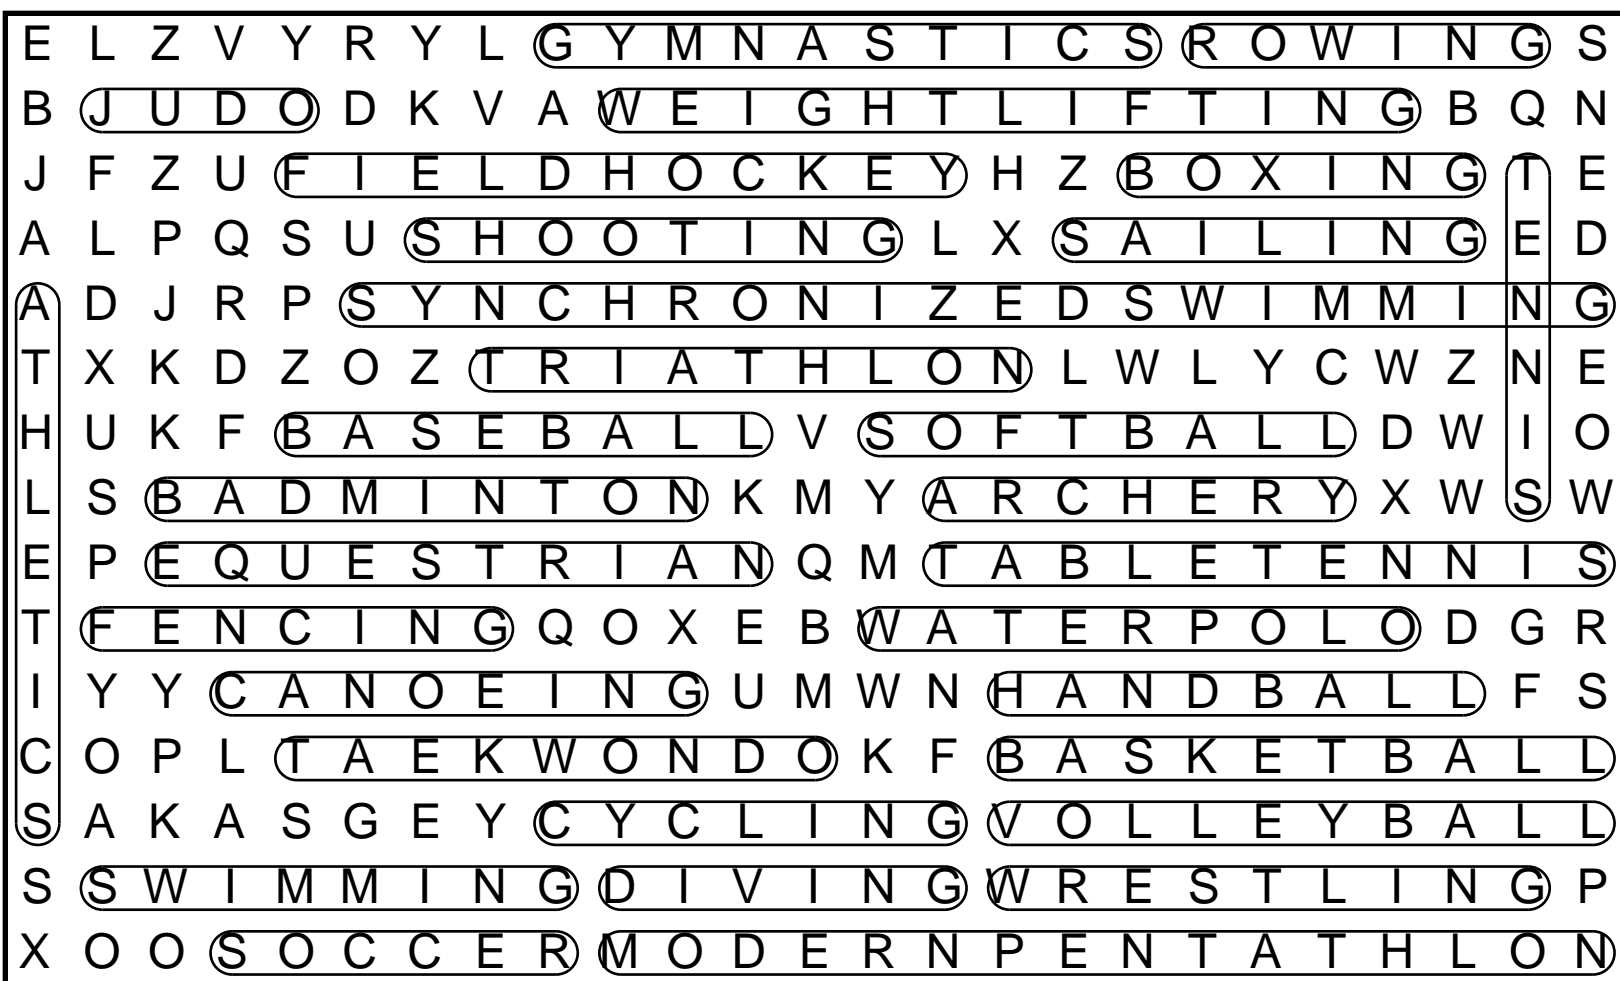 E L Z V Y R Y L G Y M N A S T I C S R O W I N G S
B J U D O D K V A W E I G H T L I F T I N G B Q N
J F Z U F I E L D H O C K E Y H Z B O X I N G T E
A L P Q S U S H O O T I N G L X S A I L I N G E D
A D J R P S Y N C H R O N I Z E D S W I M M I N G
T X K D Z O Z T R I A T H L O N L W L Y C W Z N E
H U K F B A S E B A L L V S O F T B A L L D W I O
L S B A D M I N T O N K M Y A R C H E R Y X W S W
E P E Q U E S T R I A N Q M T A B L E T E N N I S
T F E N C I N G Q O X E B W A T E R P O L O D G R
I Y Y C A N O E I N G U M W N H A N D B A L L F S
C O P L T A E K W O N D O K F B A S K E T B A L L
S A K A S G E Y C Y C L I N G V O L L E Y B A L L
S S W I M M I N G D I V I N G W R E S T L I N G P
X O O S O C C E R M O D E R N P E N T A T H L O N